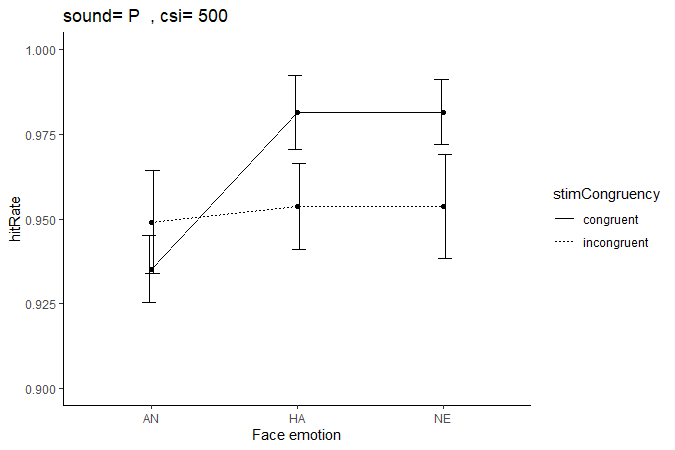 sound= P  , csi= 500
1.000
0.975
0.950
0.925
0.900
hitRate
AN HA NE
Face emotion
stimCongruency
congruent
incongruent